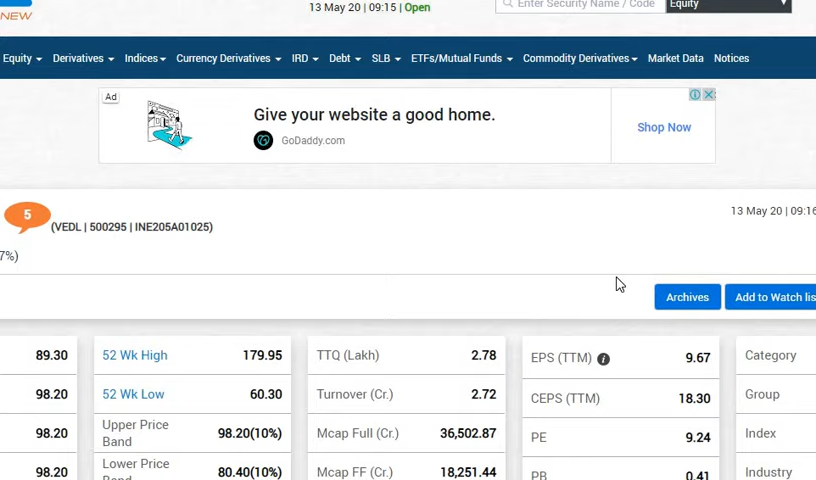 NEW
13 May 20 | 09:15 | Open
Enter Security Name / Code
Equity
Equity
Derivatives
Indices
Currency Derivatives
IRD
Debt
SLB
ETFs/Mutual Funds
Commodity Derivatives
Market Data
Notices
Ad
Give your website a good home.
GoDaddy.com
Shop Now
5
(VEDL | 500295 | INE205A01025)
13 May 20 | 09:16
7%)
Archives
Add to Watch lis
89.30
98.20
98.20
98.20
52 Wk High 179.95
52 Wk Low 60.30
Upper Price
Band 98.20(10%)
Lower Price
Band 80.40(10%)
TTQ (Lakh) 2.78
Turnover (Cr.) 2.72
Mcap Full (Cr.) 36,502.87
Mcap FF (Cr.) 18,251.44
EPS (TTM) 9.67
CEPS (TTM) 18.30
PE 9.24
PB 0.41
Category
Group
Index
Industry